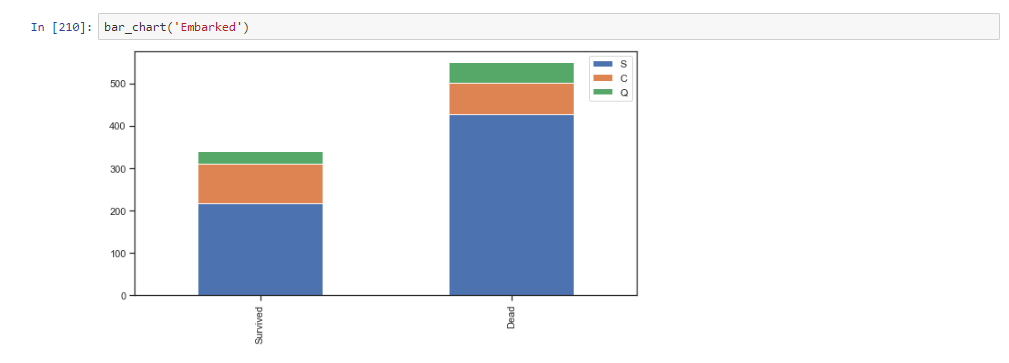 In [210]: bar_chart('Embarked')
S
C
Q
500
400
300
200
100
0
Survived
Dead